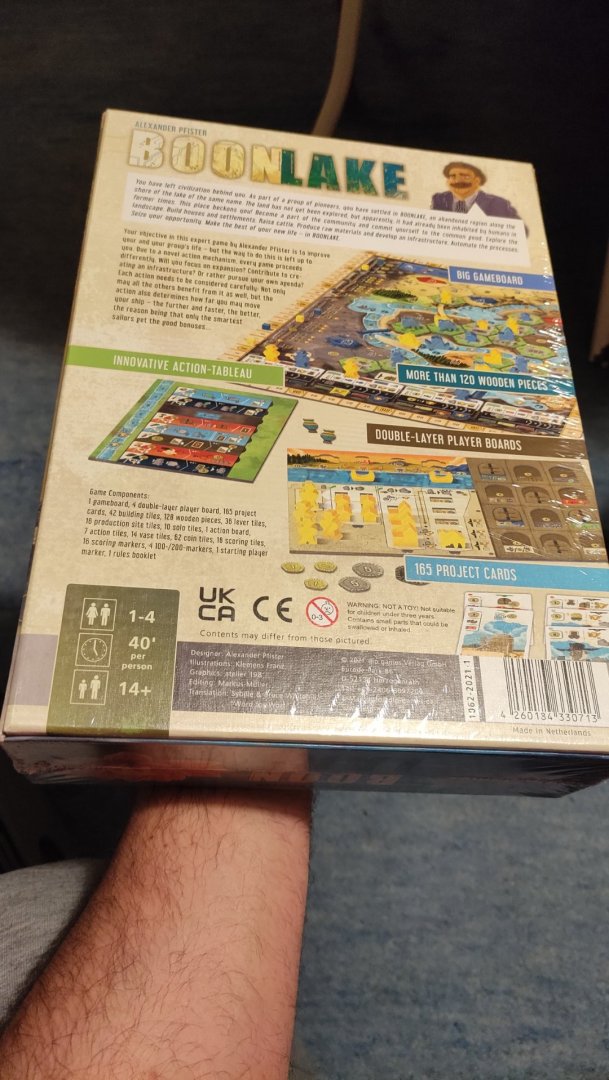 ALEXANDER PFISTER
BOONLAKE
You have left civilization behind you. As part of a group of pioneers, you have settled in BOONLAKE, an abandoned region along the
shore of the lake of the same name. The land has not yet been explored, but apparently, it had already been inhabited by humans in
former times. This place beckons you! Become a part of the community and commit yourself to the common good. Explore the
landscape. Build houses and settlements. Raise cattle. Produce raw materials and develop an infrastructure. Automate the processes.
Seize your opportunity. Make the best of your new life – in BOONLAKE.
Your objective in this expert game by Alexander Pfister is to improve
your and your group's life – but the way to do this is left up to
you. Due to a novel action mechanism, every game proceeds
differently. Will you focus on expansion? Contribute to cre-
ating an infrastructure? Or rather pursue your own agenda?
Each action needs to be considered carefully: Not only
may all the others benefit from it as well, but the
action also determines how far you may move
your ship – the further and faster, the better,
the reason being that only the smartest
sailors get the good bonuses...
BIG GAMEBOARD
INNOVATIVE ACTION-TABLEAU
MORE THAN 120 WOODEN PIECES
DOUBLE-LAYER PLAYER BOARDS
Game Components:
1 gameboard, 4 double-layer player board, 165 project
cards, 42 building tiles, 128 wooden pieces, 36 lever tiles,
16 production site tiles, 10 solo tiles, 1 action board,
7 action tiles, 14 vase tiles, 62 coin tiles, 18 scoring tiles,
16 scoring markers, 4 100-/200-markers, 1 starting player
marker, 1 rules booklet
165 PROJECT CARDS
1-4
40'
per
person
14+
UK
CA CE
0-3
WARNING: NOT A TOY! Not suitable
for children under three years.
Contains small parts that could be
swallowed or inhaled.
Contents may differ from those pictured.
Designer: Alexander Pfister
Illustrations: Klemens Franz
Graphics: atelier 198
Editing: Markus Müller
Translation: Sybille & Bruce
© 2021 dlp games Verlag GmbH
1062-2021-1
4 260184 330713
Made in Netherlands
BOON